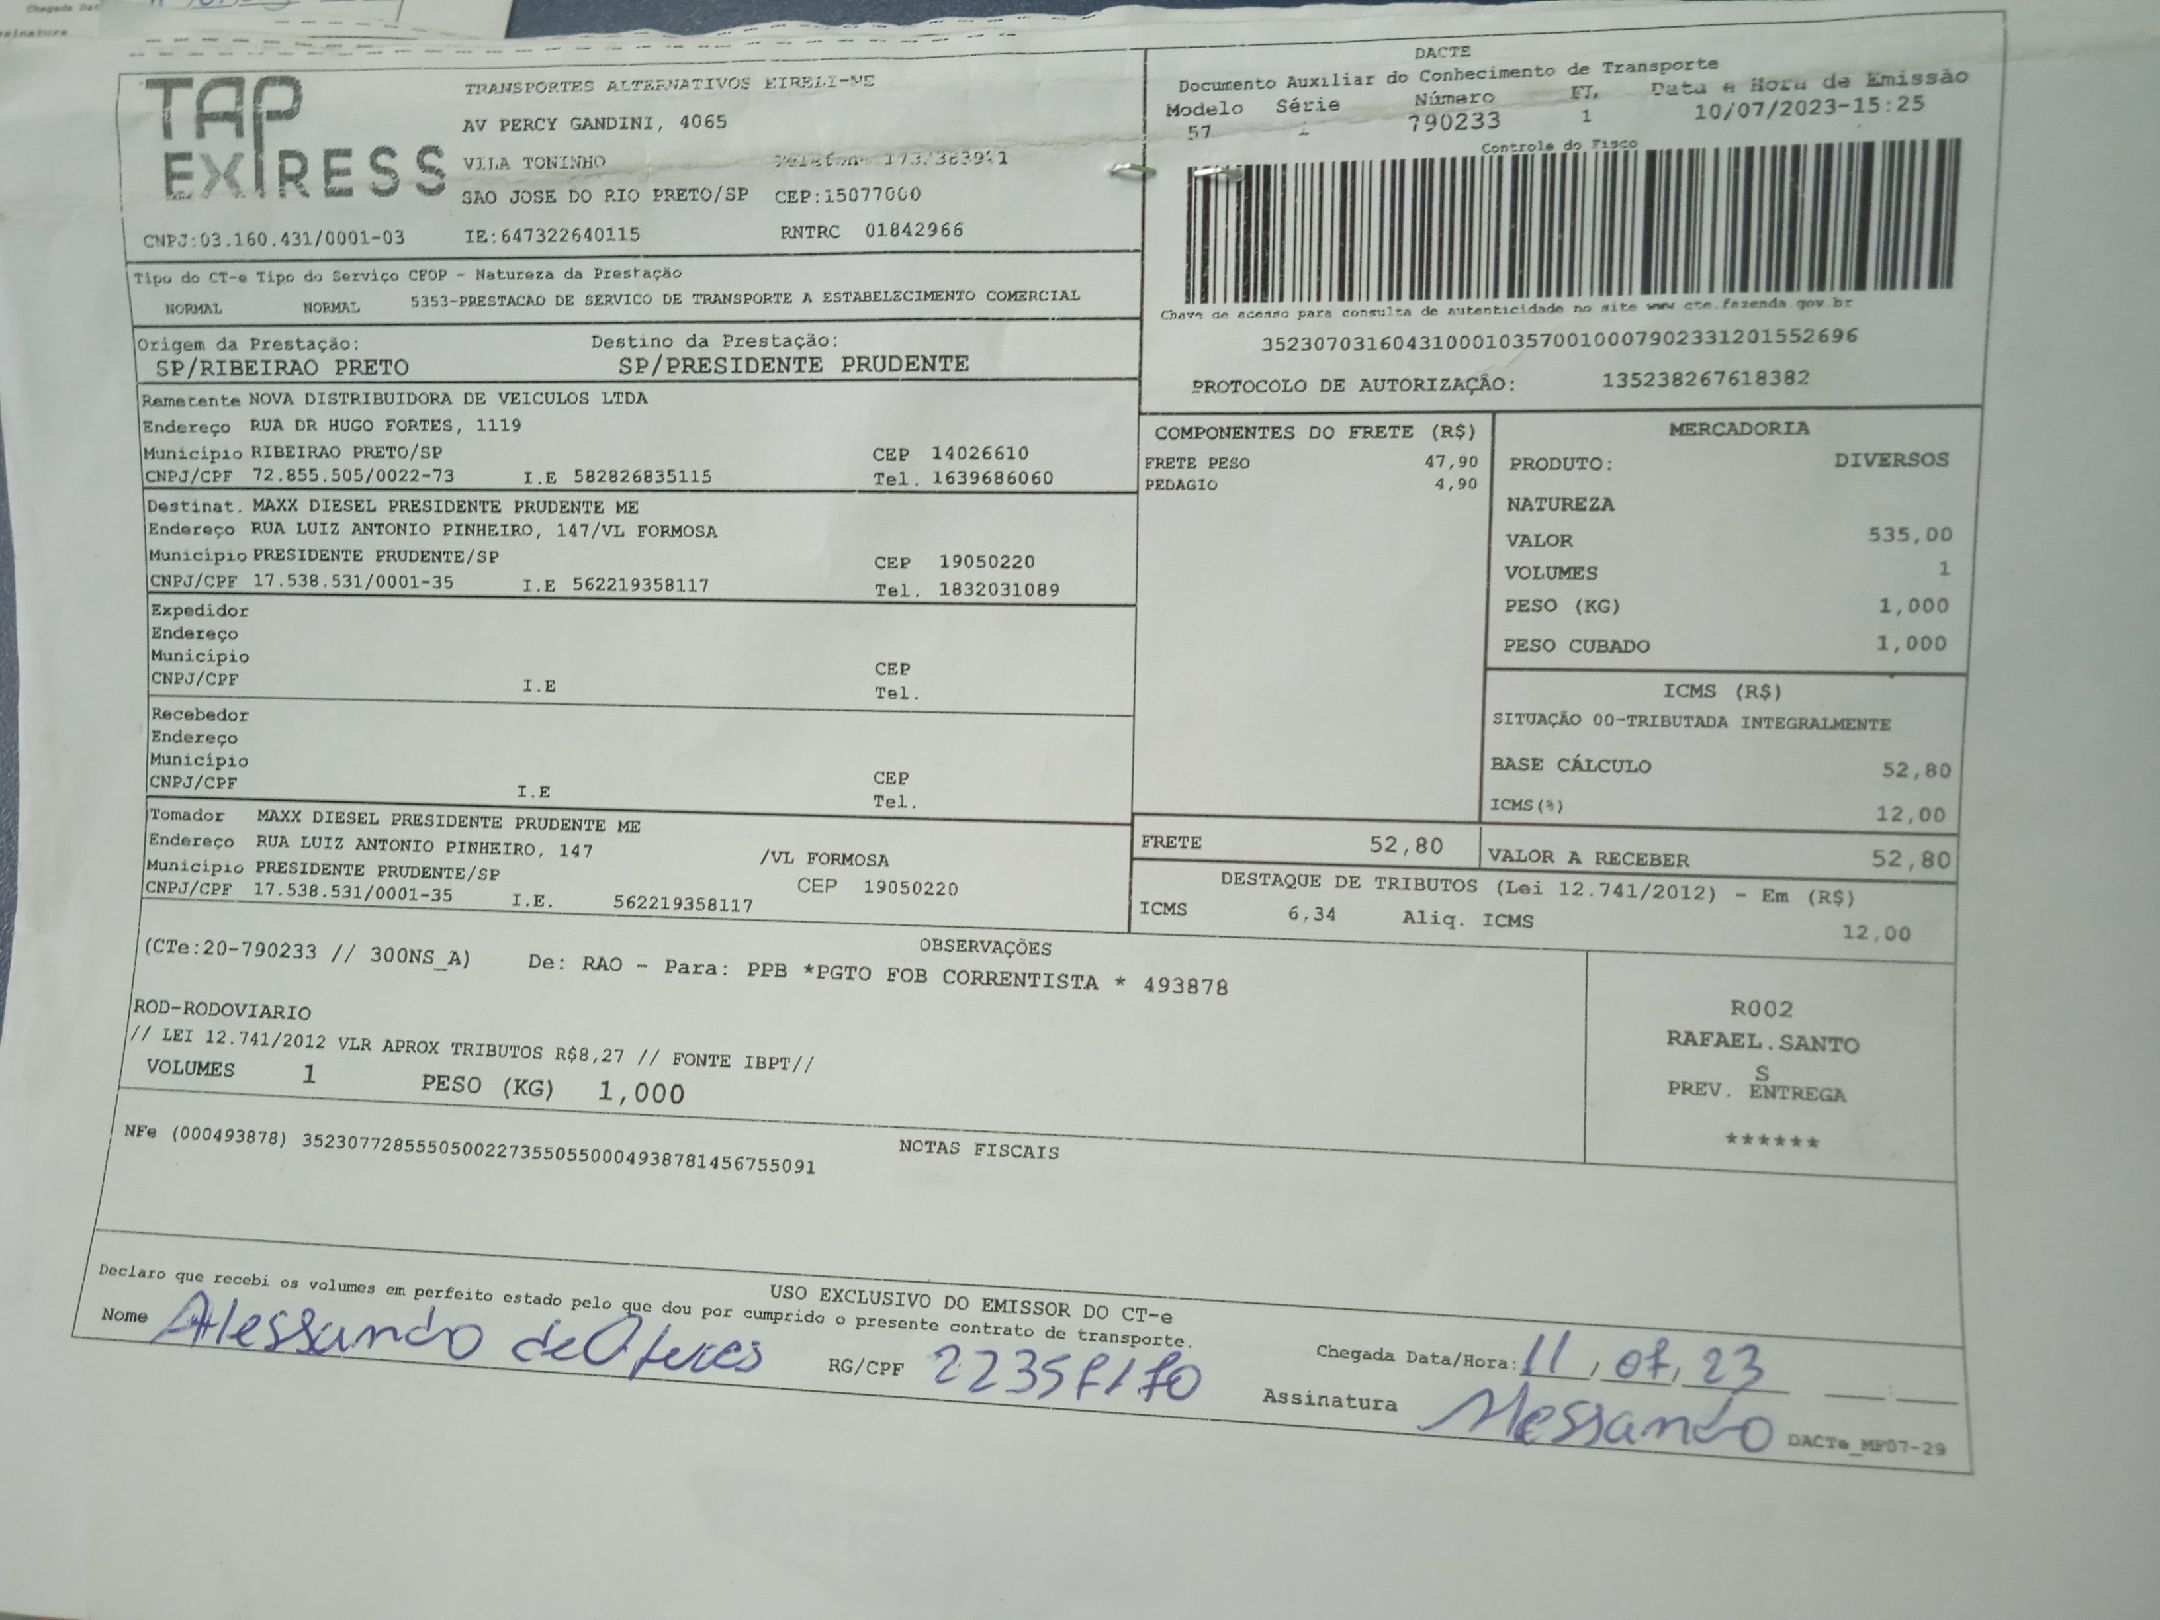 Chegada Dat
TAP EXPRESS
TRANSPORTES ALTERNATIVOS EIRELI-ME
AV PERCY GANDINI, 4065
VILA TONINHO
SAO JOSE DO RIO PRETO/SP CEP:15077000
CNPJ:03.160.431/0001-03 IE:647322640115 RNTRC 01842966
DACTE
Documento Auxiliar do Conhecimento de Transporte
Modelo Série Número FL Data e Hora de Emissão
57 1 790233 1 10/07/2023-15:25
Controle do Fisco
Chave de acesso para consulta de autenticidade no site www cte.fazenda.gov.br
35230703160431000103570010007902331201552696
PROTOCOLO DE AUTORIZAÇÃO: 135238267618382
Tipo do CT-e Tipo do Serviço CFOP - Natureza da Prestação
NORMAL NORMAL 5353-PRESTACAO DE SERVICO DE TRANSPORTE A ESTABELECIMENTO COMERCIAL
Origem da Prestação: Destino da Prestação:
SP/RIBEIRAO PRETO SP/PRESIDENTE PRUDENTE
Remetente NOVA DISTRIBUIDORA DE VEICULOS LTDA
Endereço RUA DR HUGO FORTES, 1119
Município RIBEIRAO PRETO/SP CEP 14026610
CNPJ/CPF 72.855.505/0022-73 I.E 582826835115 Tel. 1639686060
Destinat. MAXX DIESEL PRESIDENTE PRUDENTE ME
Endereço RUA LUIZ ANTONIO PINHEIRO, 147/VL FORMOSA
Município PRESIDENTE PRUDENTE/SP CEP 19050220
CNPJ/CPF 17.538.531/0001-35 I.E 562219358117 Tel. 1832031089
Expedidor
Endereço
Município CEP
CNPJ/CPF I.E Tel.
Recebedor
Endereço
Município CEP
CNPJ/CPF I.E Tel.
Tomador MAXX DIESEL PRESIDENTE PRUDENTE ME
Endereço RUA LUIZ ANTONIO PINHEIRO, 147 /VL FORMOSA
Município PRESIDENTE PRUDENTE/SP CEP 19050220
CNPJ/CPF 17.538.531/0001-35 I.E. 562219358117
COMPONENTES DO FRETE (R$)
FRETE PESO 47,90
PEDAGIO 4,90
MERCADORIA
PRODUTO: DIVERSOS
NATUREZA
VALOR 535,00
VOLUMES 1
PESO (KG) 1,000
PESO CUBADO 1,000
ICMS (R$)
SITUAÇÃO 00-TRIBUTADA INTEGRALMENTE
BASE CÁLCULO 52,80
ICMS(%) 12,00
FRETE 52,80 VALOR A RECEBER 52,80
DESTAQUE DE TRIBUTOS (Lei 12.741/2012) - Em (R$)
ICMS 6,34 Aliq. ICMS 12,00
OBSERVAÇÕES
(CTe:20-790233 // 300NS_A) De: RAO - Para: PPB *PGTO FOB CORRENTISTA * 493878
ROD-RODOVIARIO
// LEI 12.741/2012 VLR APROX TRIBUTOS R$8,27 // FONTE IBPT//
VOLUMES 1 PESO (KG) 1,000
R002
RAFAEL.SANTO
S
PREV. ENTREGA
******
NOTAS FISCAIS
NFe (000493878) 35230772855505002273550550004938781456755091
USO EXCLUSIVO DO EMISSOR DO CT-e
Declaro que recebi os volumes em perfeito estado pelo que dou por cumprido o presente contrato de transporte.
Nome Alessandro de RG/CPF Chegada Data/Hora: 11/07/23 :
Assinatura Alessandro
DACTe_MF07-29